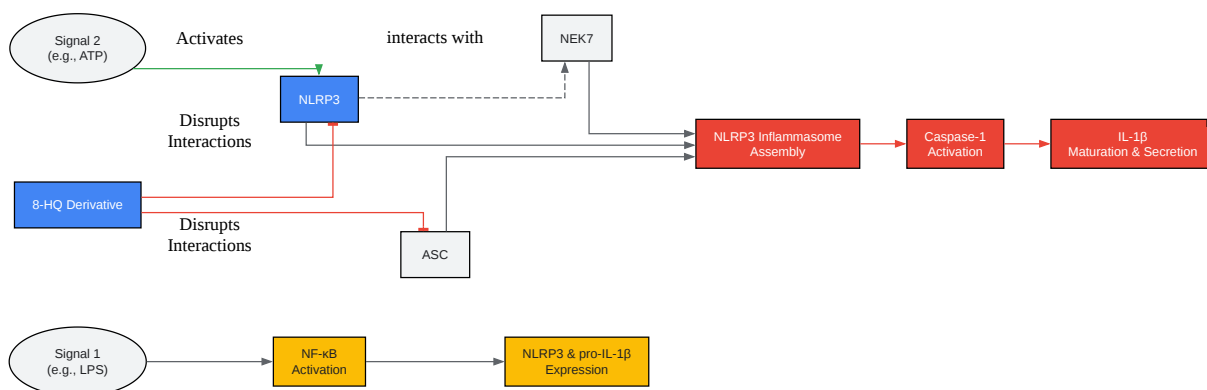 Signal 2
(e.g., ATP)
Activates
interacts with
NEK7
NLRP3
Disrupts
Interactions
NLRP3 Inflammasome
Assembly
Caspase-1
Activation
IL-1β
Maturation & Secretion
8-HQ Derivative
Disrupts
Interactions
ASC
Signal 1
(e.g., LPS)
NF-κB
Activation
NLRP3 & pro-IL-1β
Expression